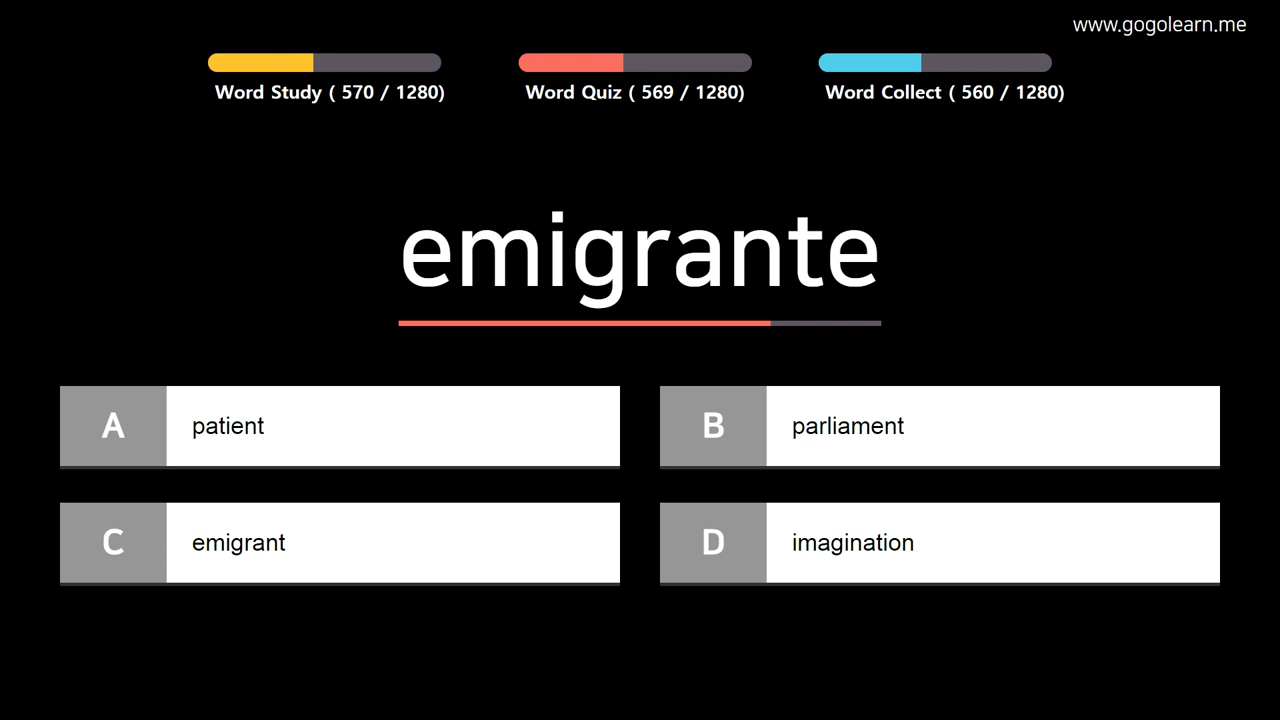 www.gogolearn.me
Word Study ( 570 / 1280)
Word Quiz ( 569 / 1280)
Word Collect ( 560 / 1280)
emigrante
A patient
B parliament
C emigrant
D imagination